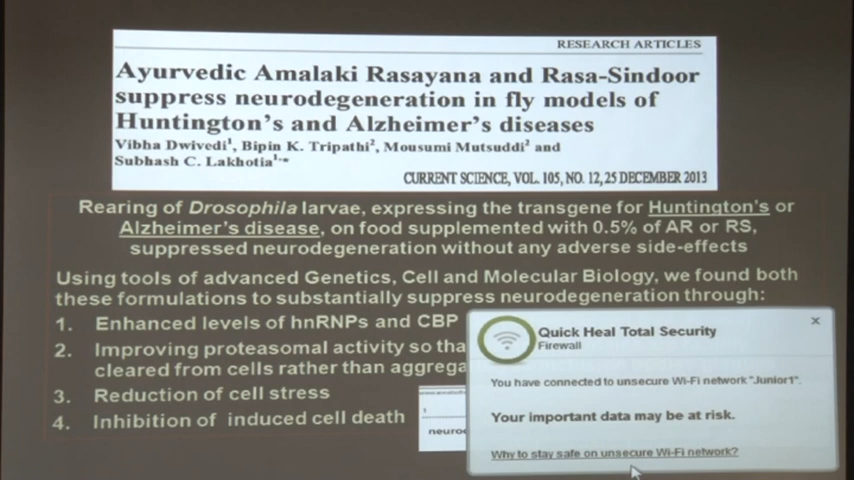 RESEARCH ARTICLES
Ayurvedic Amalaki Rasayana and Rasa-Sindoor
suppress neurodegeneration in fly models of
Huntington's and Alzheimer's diseases
Vibha Dwivedi¹, Bipin K. Tripathi², Mousumi Mutsuddi² and
Subhash C. Lakhotia¹,*
CURRENT SCIENCE, VOL. 105, NO. 12, 25 DECEMBER 2013
Rearing of Drosophila larvae, expressing the transgene for Huntington's or
Alzheimer's disease, on food supplemented with 0.5% of AR or RS,
suppressed neurodegeneration without any adverse side-effects
Using tools of advanced Genetics, Cell and Molecular Biology, we found both
these formulations to substantially suppress neurodegeneration through:
1. Enhanced levels of hnRNPs and CBP
2. Improving proteasomal activity so tha
cleared from cells rather than aggrega
3. Reduction of cell stress
4. Inhibition of induced cell death
neuro
Quick Heal Total Security
Firewall
x
You have connected to unsecure Wi-Fi network "Junior1".
Your important data may be at risk.
Why to stay safe on unsecure Wi-Fi network?